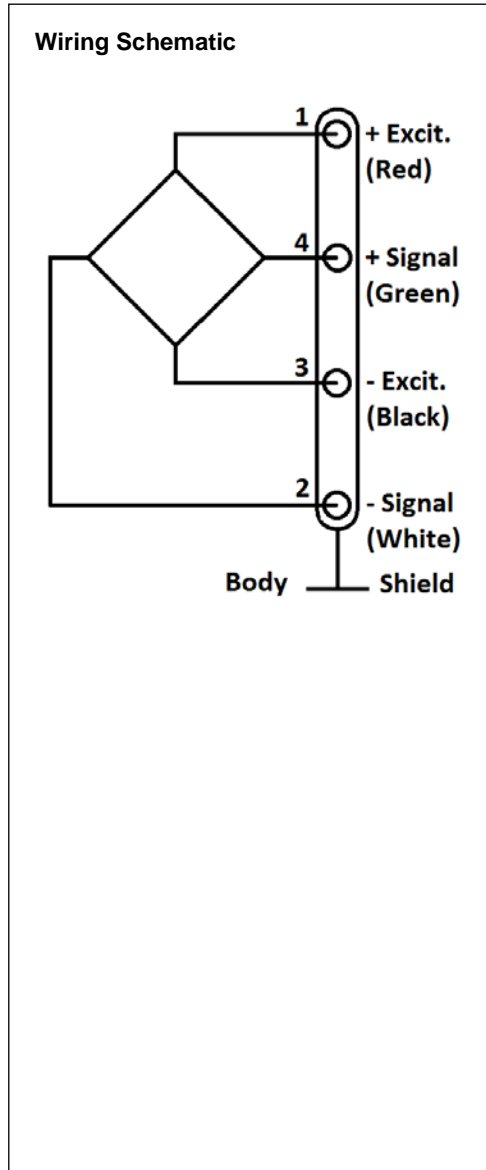 Wiring Schematic
1
+ Excit.
(Red)
4
+ Signal
(Green)
3
- Excit.
(Black)
2
- Signal
(White)
Body
Shield